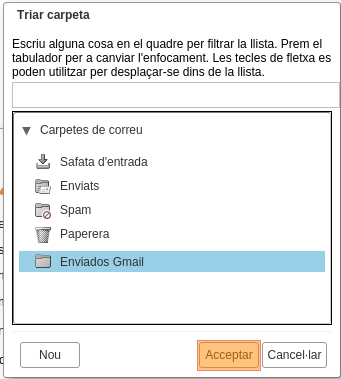 Triar carpeta
Escriu alguna cosa en el quadre per filtrar la llista. Prem el
tabulador per a canviar l'enfocament. Les tecles de fletxa es
poden utilitzar per desplaçar-se dins de la llista.
Carpetes de correu
Safata d'entrada
Enviats
Spam
Paperera
Enviados Gmail
Nou
Acceptar
Cancel·lar